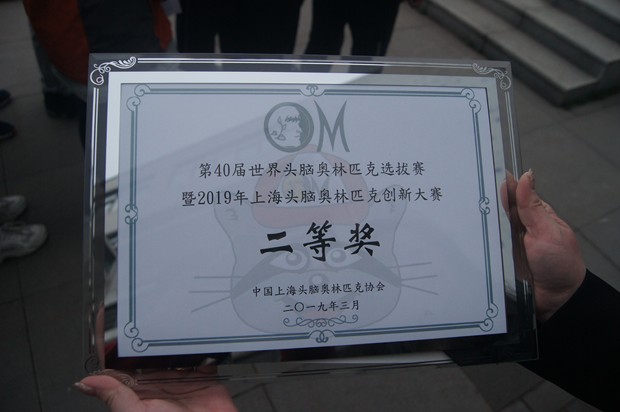 OM
第40届世界头脑奥林匹克选拔赛
暨2019年上海头脑奥林匹克创新大赛
二等奖
中国上海头脑奥林匹克协会
二〇一九年三月